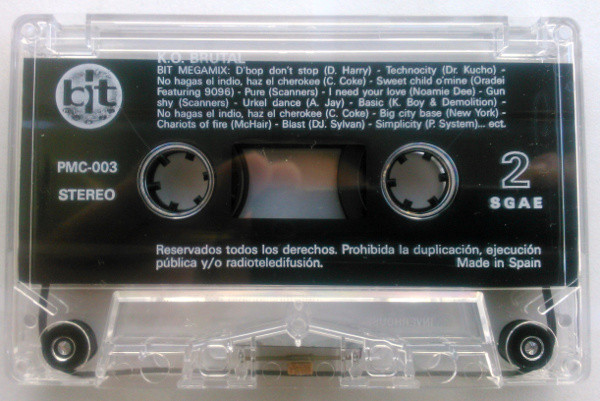 K.O. BRUTAL
bit
BIT MEGAMIX: D'bop don't stop (D. Harry) - Technocity (Dr. Kucho) -
No hagas el indio, haz el cherokee (C. Coke) - Sweet child o'mine (Oradei
Featuring 9096) - Pure (Scanners) - I need your love (Noamie Dee) - Gun
shy (Scanners) - Urkel dance (A. Jay) - Basic (K. Boy & Demolition) -
No hagas el indio, haz el cherokee (C. Coke) - Big city base (New York) -
Chariots of fire (McHair) - Blast (DJ. Sylvan) - Simplicity (P. System)... ect.
PMC-003
STEREO
2
SGAE
Reservados todos los derechos. Prohibida la duplicación, ejecución
pública y/o radioteledifusión. Made in Spain